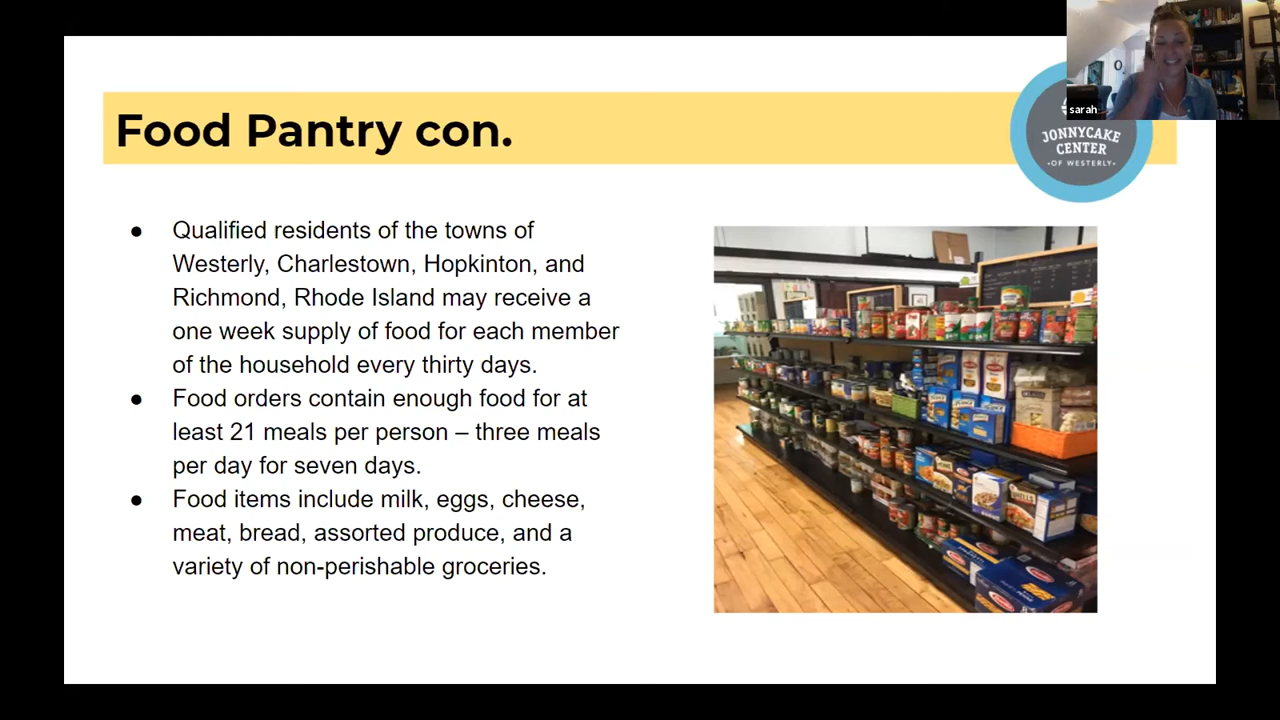 Food Pantry con.
sarah
JONNYCAKE
CENTER
OF WESTERLY
● Qualified residents of the towns of
Westerly, Charlestown, Hopkinton, and
Richmond, Rhode Island may receive a
one week supply of food for each member
of the household every thirty days.
● Food orders contain enough food for at
least 21 meals per person – three meals
per day for seven days.
● Food items include milk, eggs, cheese,
meat, bread, assorted produce, and a
variety of non-perishable groceries.